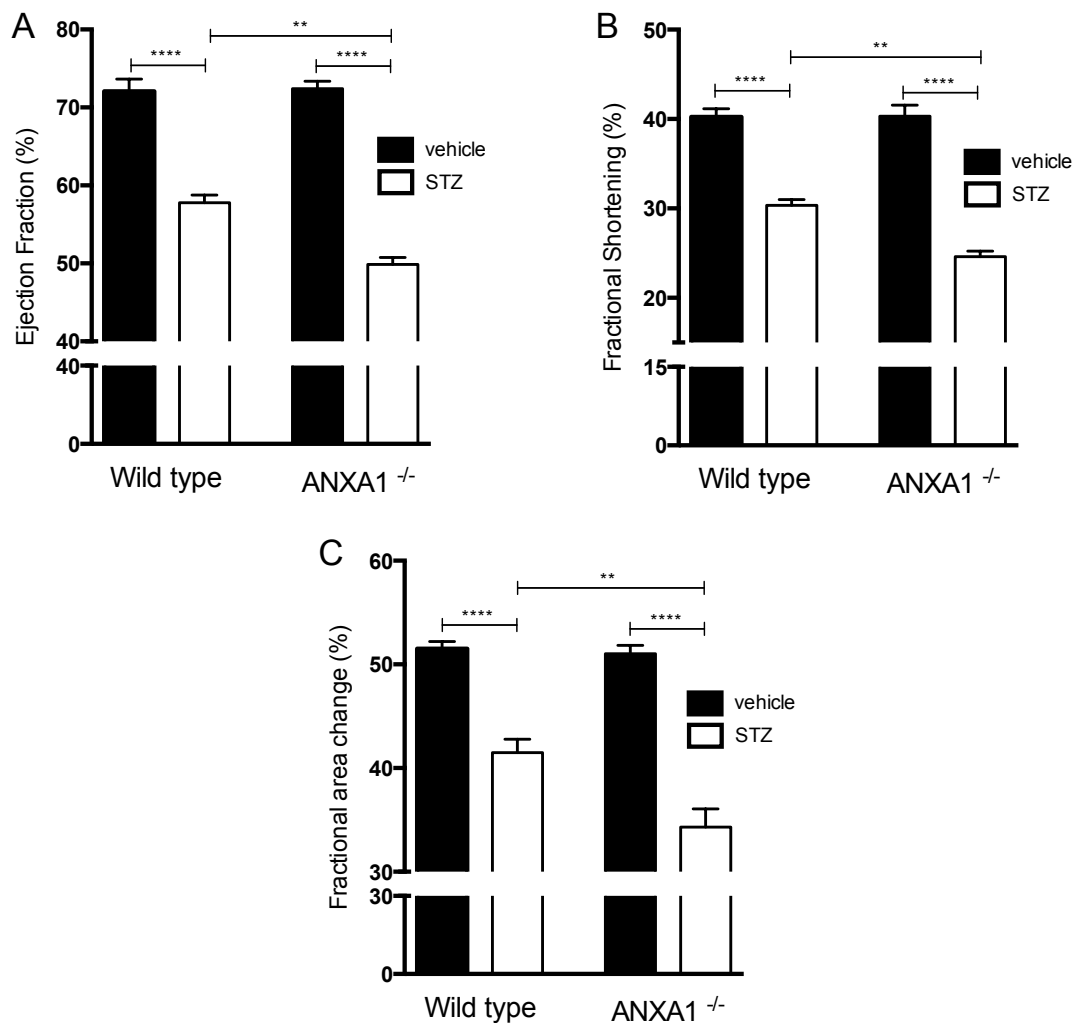 A
Ejection Fraction (%)
80
70
60
50
40
40
0
**
****
****
vehicle
STZ
Wild type
ANXA1 -/-
B
Fractional Shortening (%)
50
40
30
20
15
0
**
****
****
vehicle
STZ
Wild type
ANXA1 -/-
C
Fractional area change (%)
60
50
40
30
30
0
**
****
****
vehicle
STZ
Wild type
ANXA1 -/-